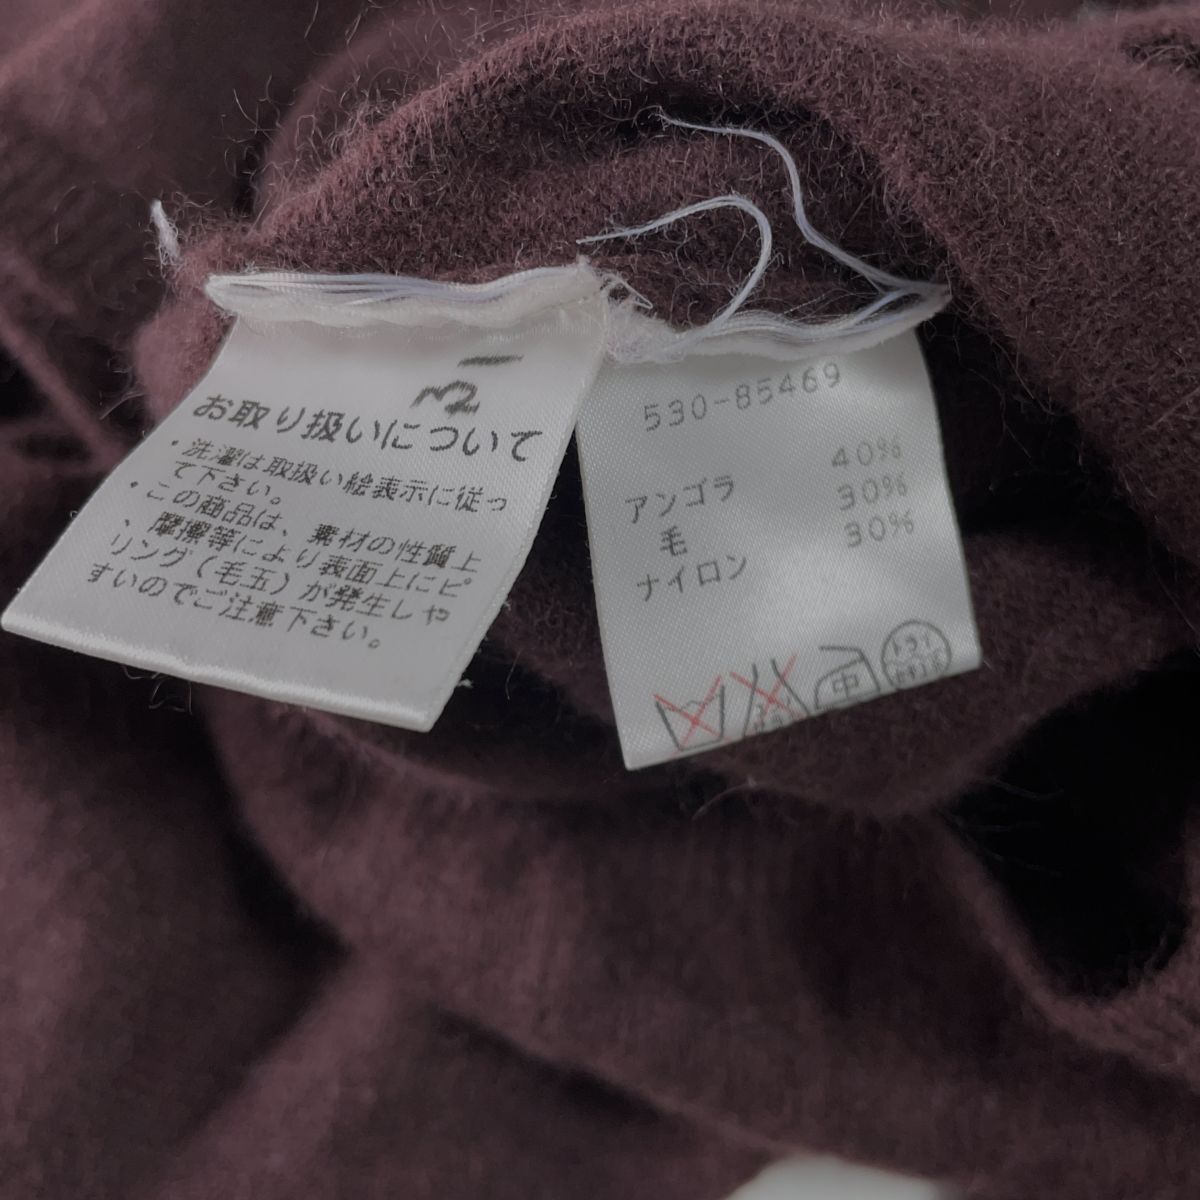 31
お取り扱いについて
・洗濯は取扱い絵表示に従っ
て下さい。
・この商品は、素材の性質上
、摩擦等により表面上にピ
リング(毛玉)が発生しや
すいのでご注意下さい。
530-85469
アンゴラ 40%
毛 30%
ナイロン 30%
中
ドライ